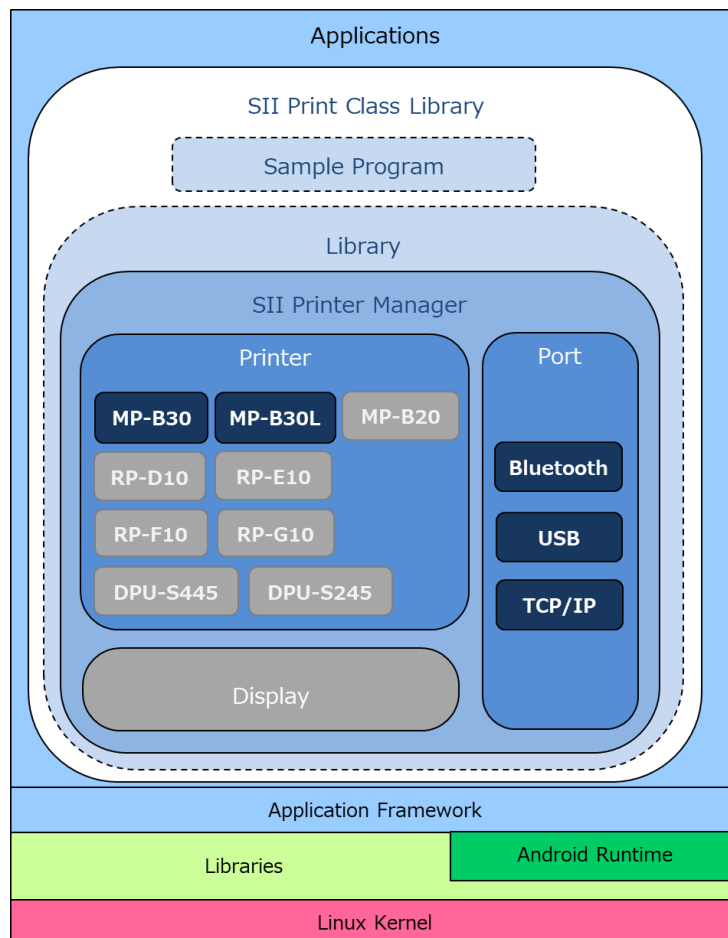 Applications
SII Print Class Library
Sample Program
Library
SII Printer Manager
Printer
MP-B30 MP-B30L MP-B20
RP-D10 RP-E10
RP-F10 RP-G10
DPU-S445 DPU-S245
Display
Port
Bluetooth
USB
TCP/IP
Application Framework
Libraries
Android Runtime
Linux Kernel